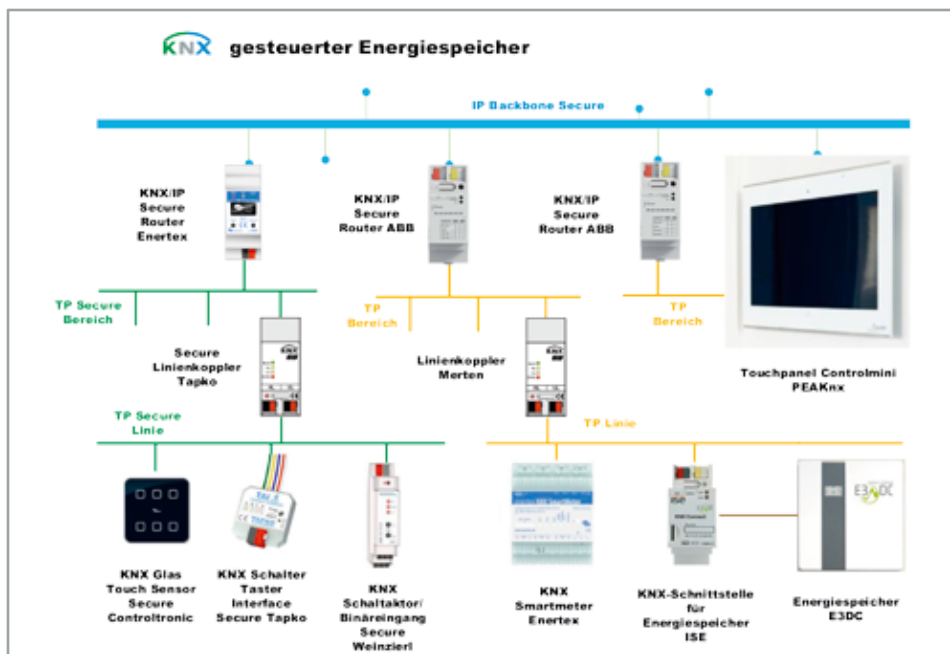 KNX gesteuerter Energiespeicher
IP Backbone Secure
KNX/IP
Secure
Router
Enertex
KNX/IP
Secure
Router ABB
KNX/IP
Secure
Router ABB
TP Secure
Bereich
TP
Bereich
TP
Bereich
Secure
Linienkoppler
Tapko
Linienkoppler
Merten
Touchpanel Controlmini
PEAKnx
TP Secure
Linie
TP Linie
E3DC
KNX Glas
Touch Sensor
Secure
Controltronic
KNX Schalter
Taster
Interface
Secure Tapko
KNX
Schaltaktor/
Binäreingang
Secure
Weinzierl
KNX
Smartmeter
Enertex
KNX-Schnittstelle
für
Energiespeicher
ISE
Energiespeicher
E3DC